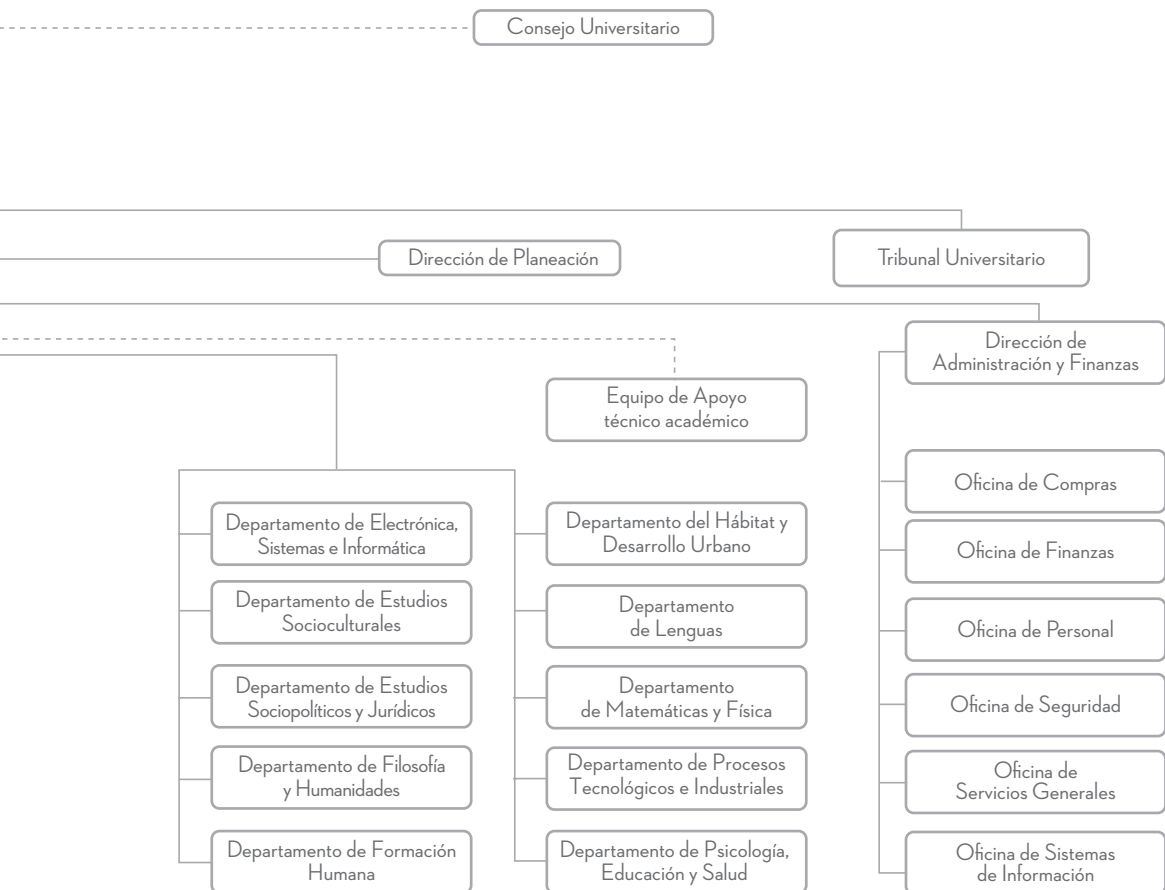 Consejo Universitario
Dirección de Planeación
Tribunal Universitario
Dirección de
Administración y Finanzas
Equipo de Apoyo
técnico académico
Departamento de Electrónica,
Sistemas e Informática
Departamento de Estudios
Socioculturales
Departamento de Estudios
Sociopolíticos y Jurídicos
Departamento de Filosofía
y Humanidades
Departamento de Formación
Humana
Departamento del Hábitat y
Desarrollo Urbano
Departamento
de Lenguas
Departamento
de Matemáticas y Física
Departamento de Procesos
Tecnológicos e Industriales
Departamento de Psicología,
Educación y Salud
Oficina de Compras
Oficina de Finanzas
Oficina de Personal
Oficina de Seguridad
Oficina de
Servicios Generales
Oficina de Sistemas
de Información